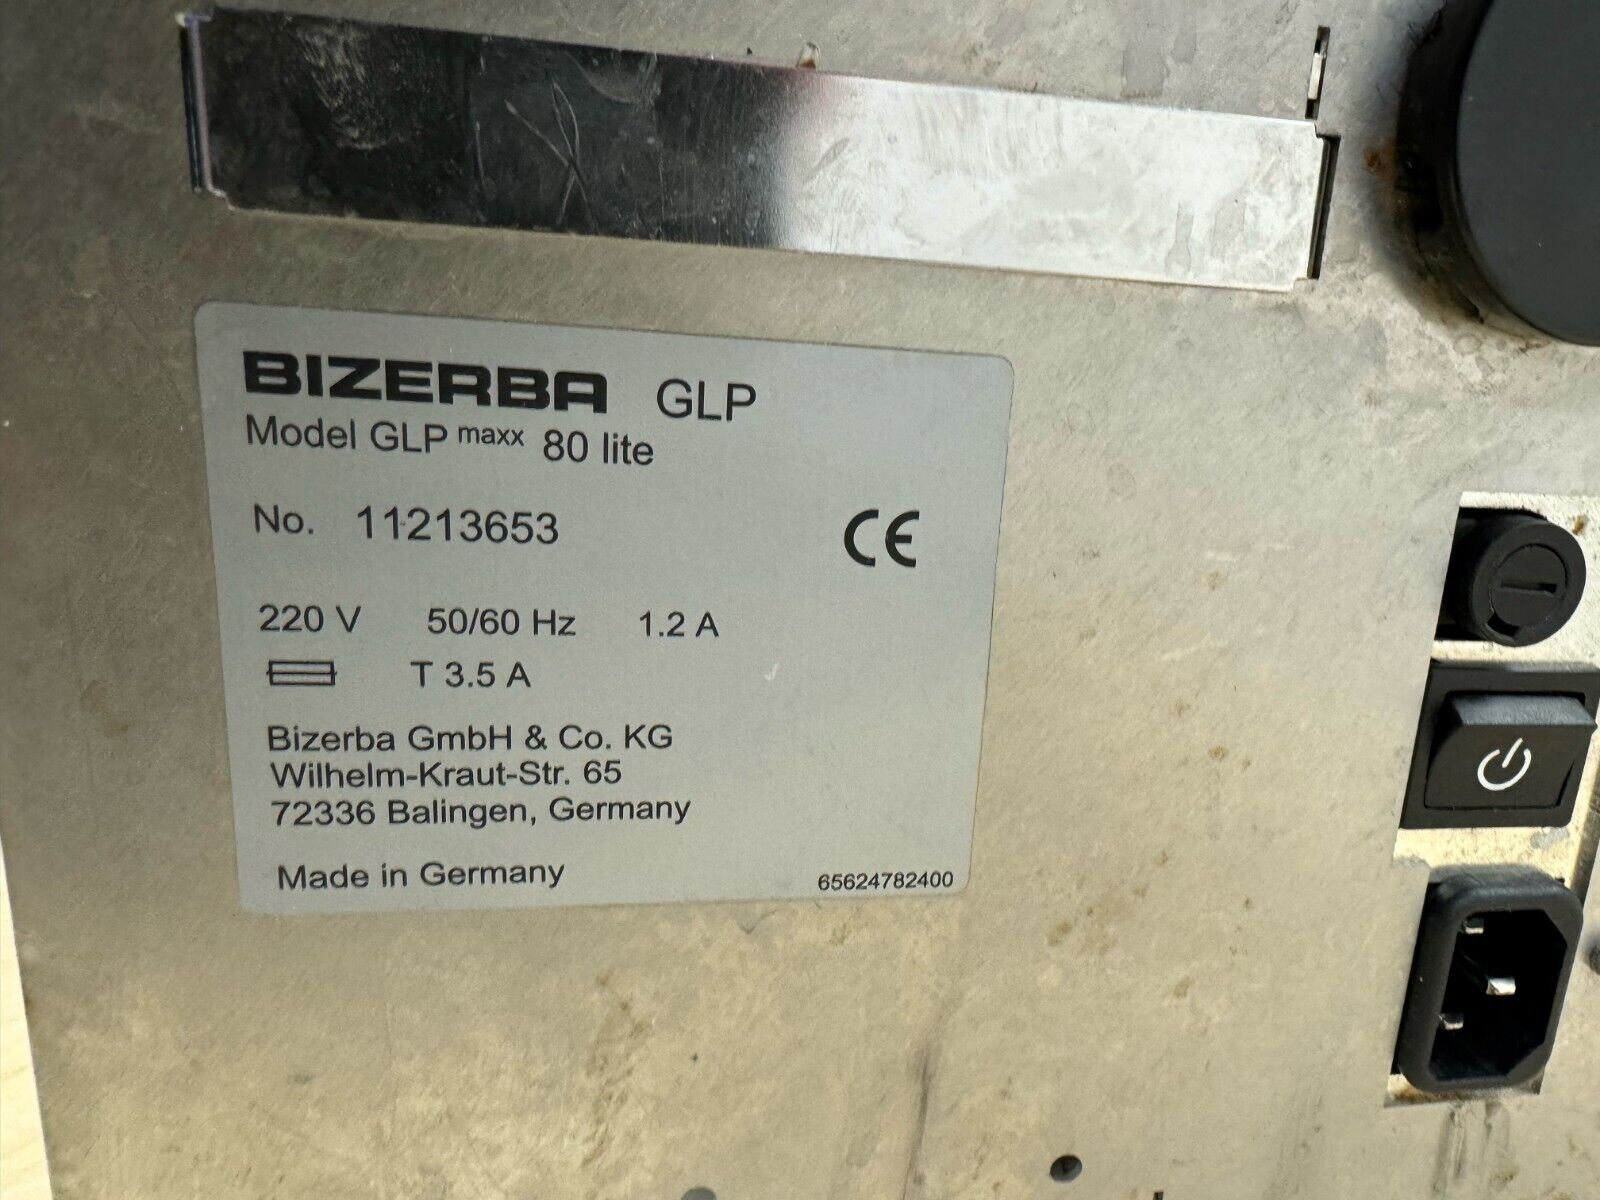 BIZERBA GLP
Model GLP maxx 80 lite
No. 11213653
CE
220 V 50/60 Hz 1.2 A
T 3.5 A
Bizerba GmbH & Co. KG
Wilhelm-Kraut-Str. 65
72336 Balingen, Germany
Made in Germany
65624782400